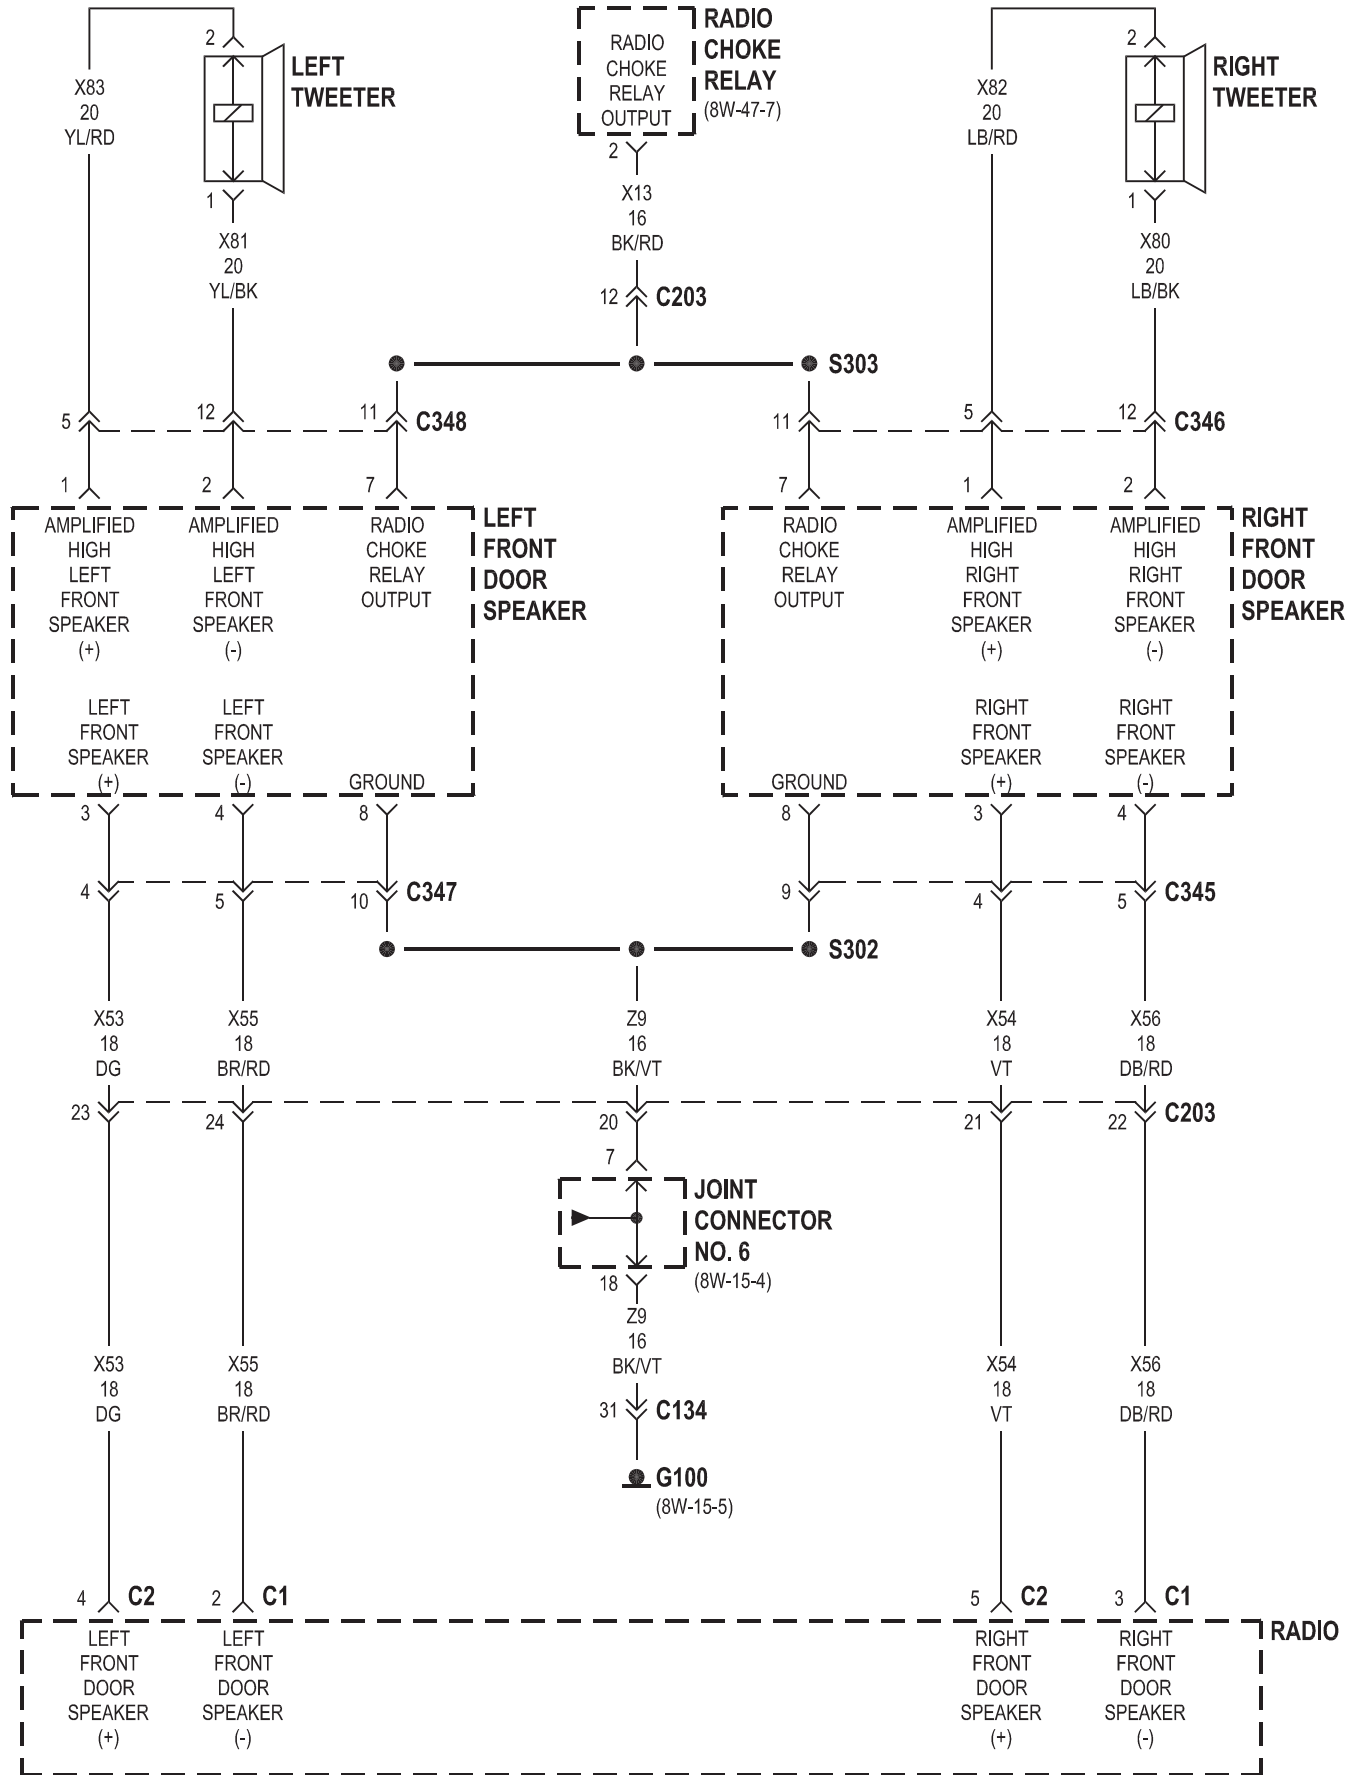 2
X83
20
YL/RD
LEFT
TWEETER
1
X81
20
YL/BK
RADIO
CHOKE
RELAY
OUTPUT
RADIO
CHOKE
RELAY
(8W-47-7)
2
X13
16
BK/RD
12
C203
X82
20
LB/RD
2
RIGHT
TWEETER
1
X80
20
LB/BK
S303
5
12
11
C348
11
5
12
C346
1
2
7
7
1
2
AMPLIFIED
HIGH
LEFT
FRONT
SPEAKER
(+)
AMPLIFIED
HIGH
LEFT
FRONT
SPEAKER
(-)
RADIO
CHOKE
RELAY
OUTPUT
LEFT
FRONT
DOOR
SPEAKER
RADIO
CHOKE
RELAY
OUTPUT
AMPLIFIED
HIGH
RIGHT
FRONT
SPEAKER
(+)
AMPLIFIED
HIGH
RIGHT
FRONT
SPEAKER
(-)
RIGHT
FRONT
DOOR
SPEAKER
LEFT
FRONT
SPEAKER
(+)
LEFT
FRONT
SPEAKER
(-)
GROUND
GROUND
RIGHT
FRONT
SPEAKER
(+)
RIGHT
FRONT
SPEAKER
(-)
3
4
8
8
3
4
4
5
10
C347
9
4
5
C345
S302
X53
18
DG
X55
18
BR/RD
Z9
16
BK/VT
X54
18
VT
X56
18
DB/RD
23
24
20
21
22
C203
7
JOINT
CONNECTOR
NO. 6
(8W-15-4)
18
Z9
16
BK/VT
31
C134
G100
(8W-15-5)
X53
18
DG
X55
18
BR/RD
X54
18
VT
X56
18
DB/RD
4
C2
2
C1
5
C2
3
C1
LEFT
FRONT
DOOR
SPEAKER
(+)
LEFT
FRONT
DOOR
SPEAKER
(-)
RIGHT
FRONT
DOOR
SPEAKER
(+)
RIGHT
FRONT
DOOR
SPEAKER
(-)
RADIO